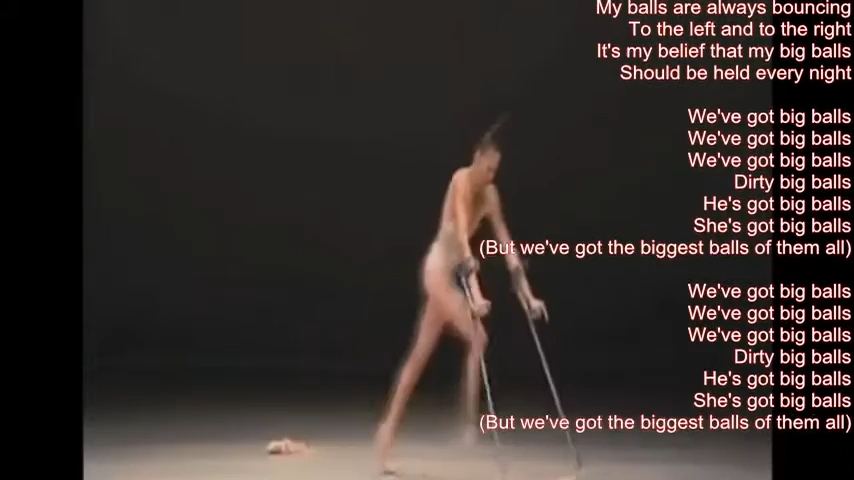 My balls are always bouncing
To the left and to the right
It's my belief that my big balls
Should be held every night
We've got big balls
We've got big balls
We've got big balls
Dirty big balls
He's got big balls
She's got big balls
(But we've got the biggest balls of them all)
We've got big balls
We've got big balls
We've got big balls
Dirty big balls
He's got big balls
She's got big balls
(But we've got the biggest balls of them all)